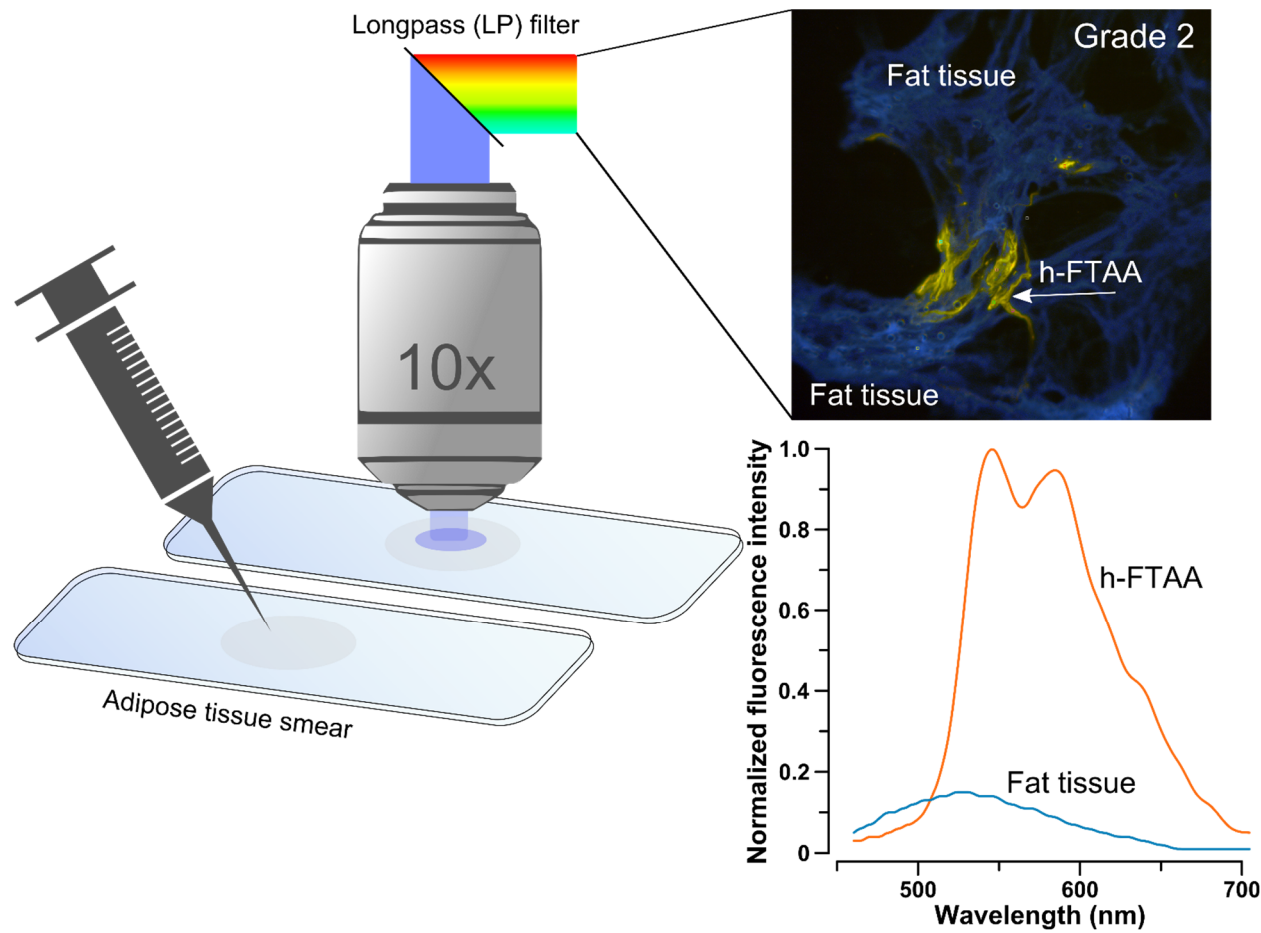 Longpass (LP) filter
Grade 2
Fat tissue
h-FTAA
Fat tissue
10x
Adipose tissue smear
Normalized fluorescence intensity
1.0
0.8
0.6
0.4
0.2
0
h-FTAA
Fat tissue
500
600
700
Wavelength (nm)